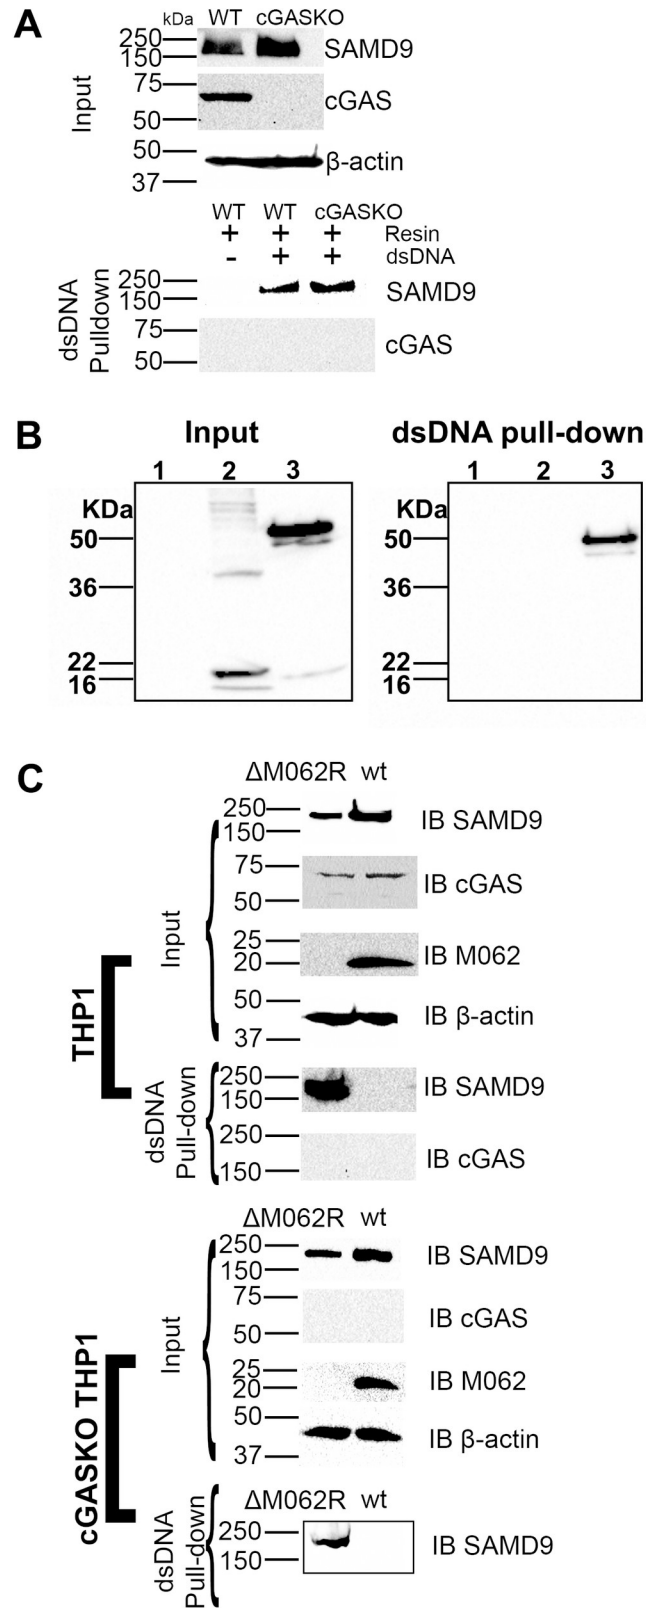 A
kDa WT cGASKO
250
150
SAMD9
75
50
cGAS
50
37
β-actin
Input
WT WT cGASKO
+ + + Resin
- + + dsDNA
250
150
SAMD9
75
50
cGAS
dsDNA
Pulldown
B
Input
dsDNA pull-down
1 2 3
1 2 3
KDa
50
36
22
16
KDa
50
36
22
16
C
ΔM062R wt
250
150
IB SAMD9
75
50
IB cGAS
25
20
IB M062
50
37
IB β-actin
Input
THP1
250
150
IB SAMD9
250
150
IB cGAS
dsDNA
Pull-down
ΔM062R wt
250
150
IB SAMD9
75
50
IB cGAS
25
20
IB M062
50
37
IB β-actin
Input
cGASKO THP1
ΔM062R wt
250
150
IB SAMD9
dsDNA
Pull-down